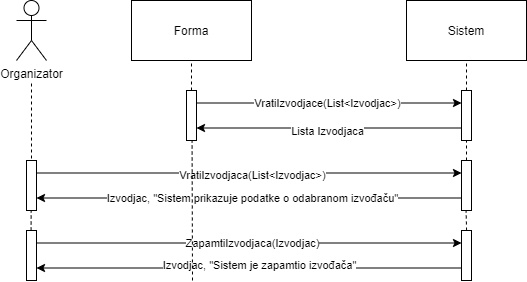 Forma
Sistem
Organizator
VratiIzvodjace(List<Izvodjac>)
Lista Izvodjaca
VratiIzvodjaca(List<Izvodjac>)
Izvodjac, "Sistem prikazuje podatke o odabranom izvođaču"
ZapamtiIzvodjaca(Izvodjac)
Izvodjac, "Sistem je zapamtio izvođača"